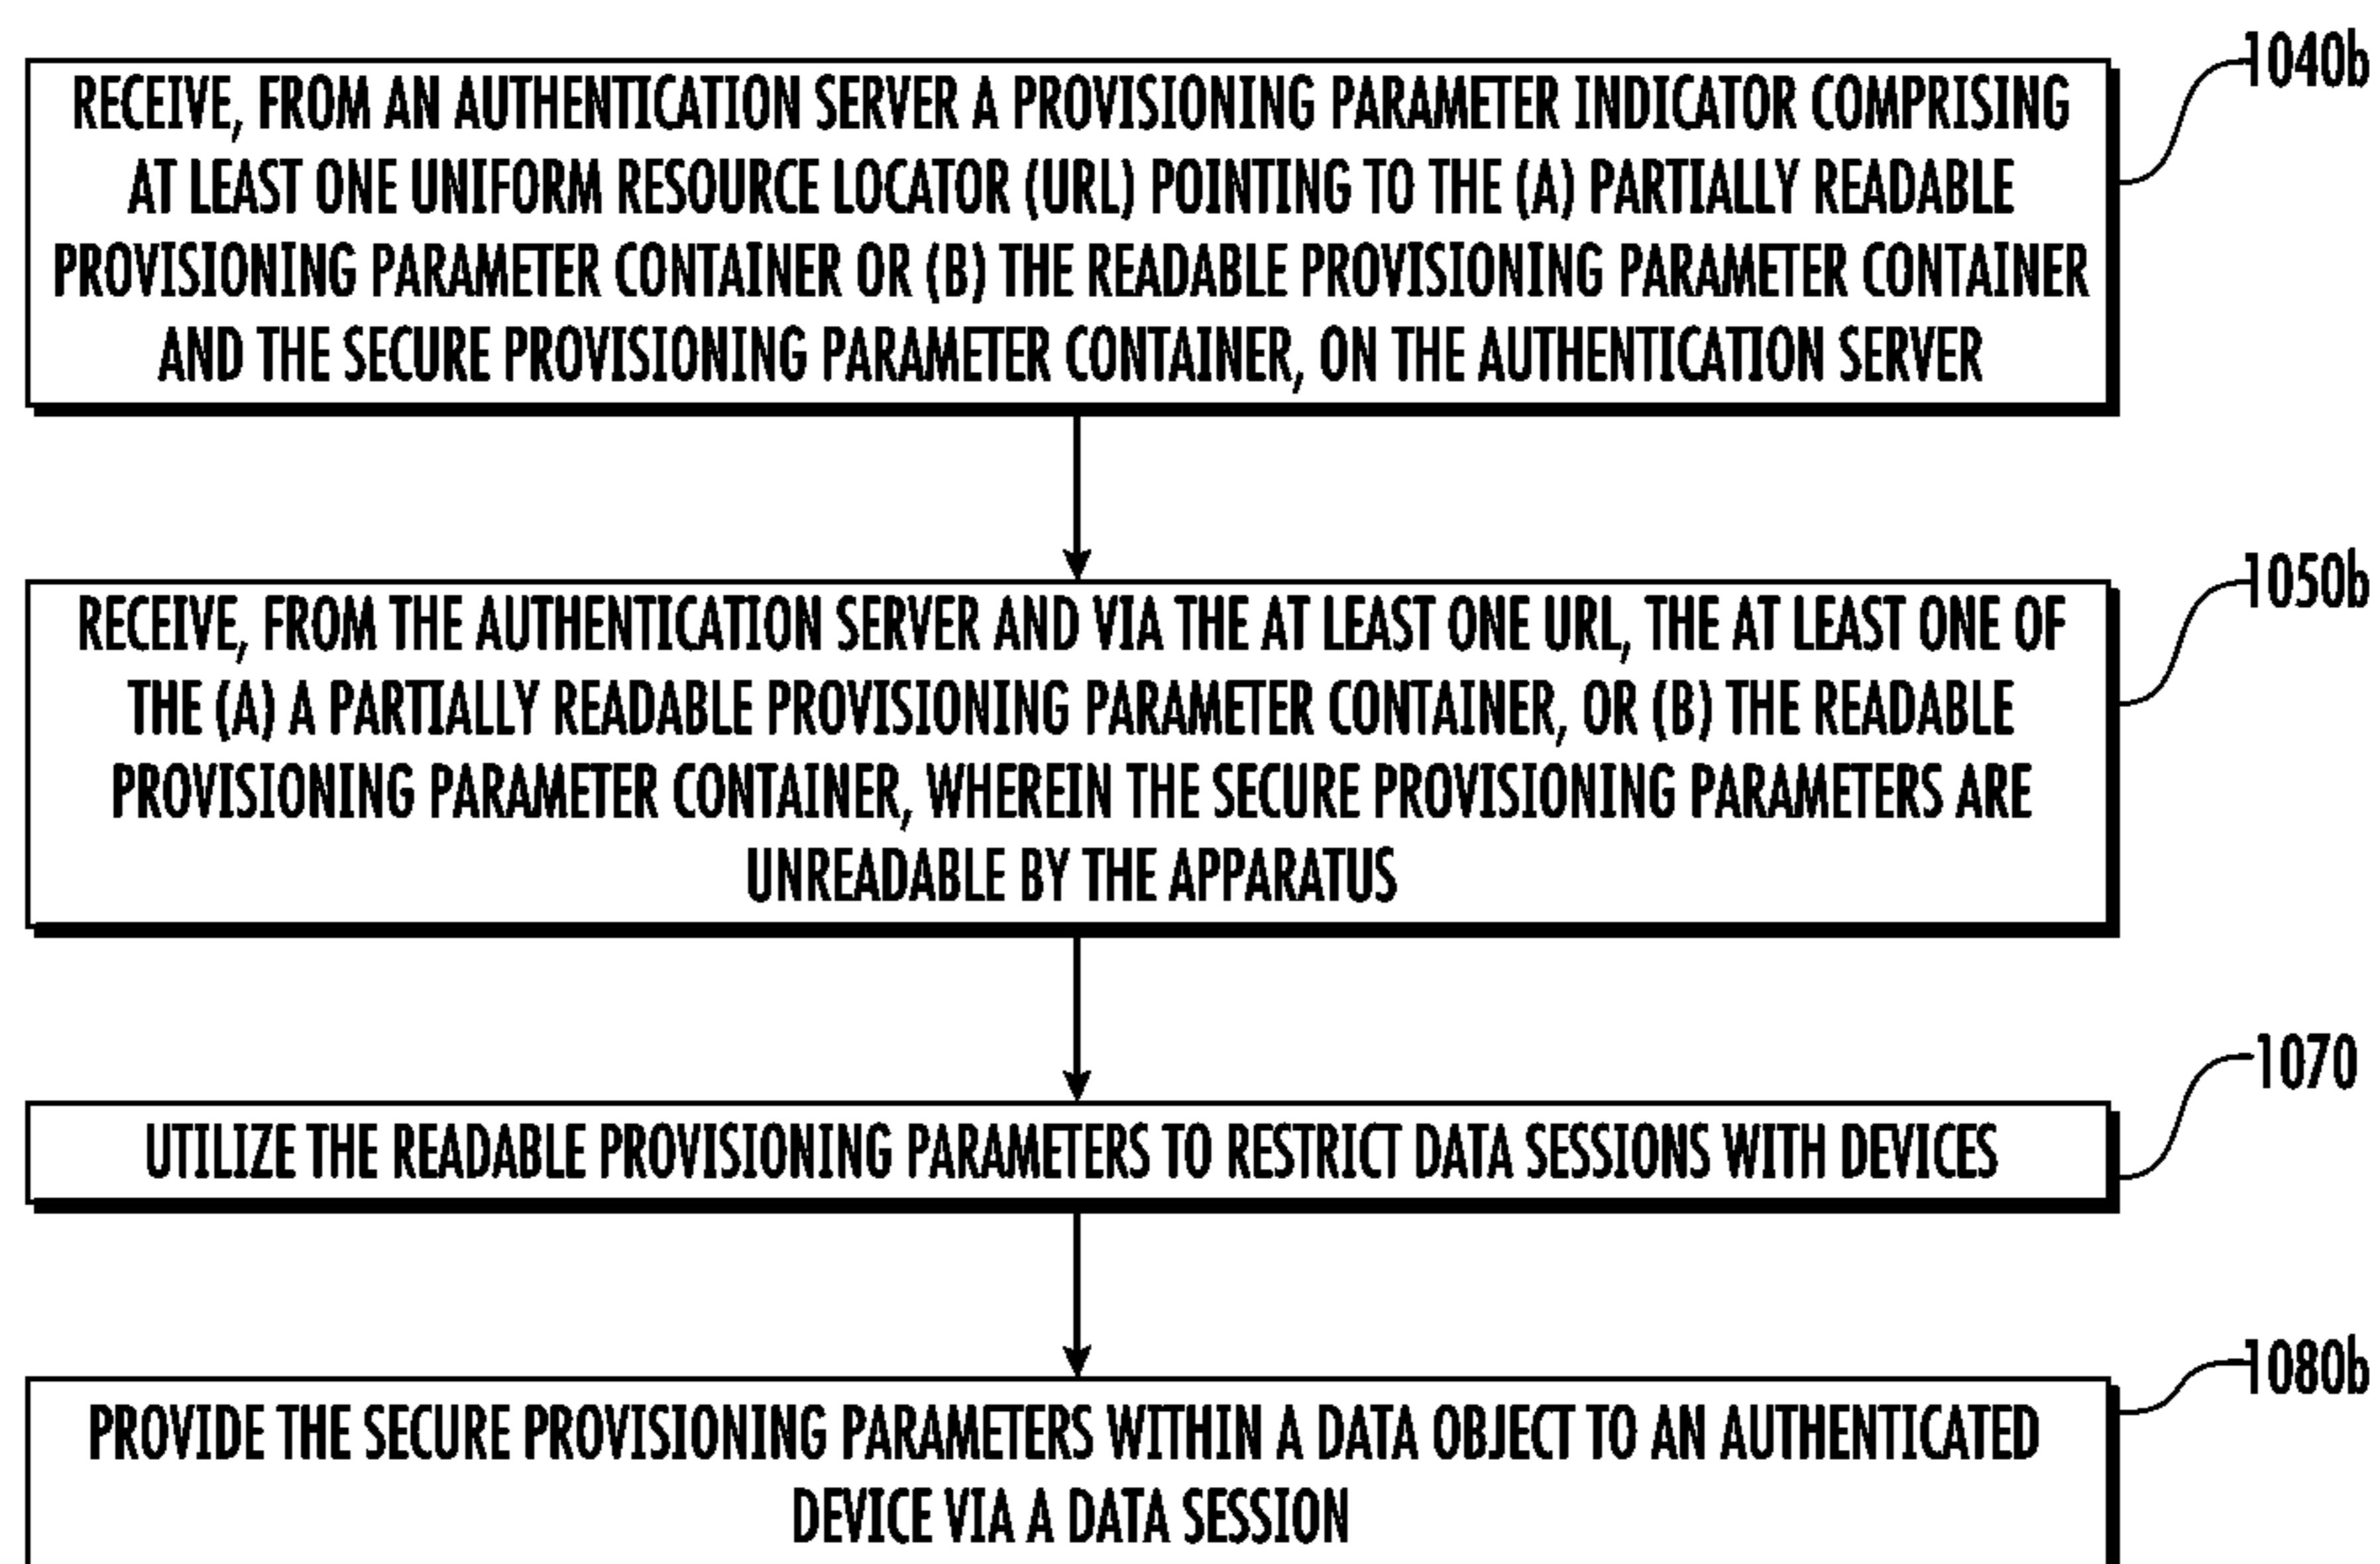 1040b
RECEIVE, FROM AN AUTHENTICATION SERVER A PROVISIONING PARAMETER INDICATOR COMPRISING
AT LEAST ONE UNIFORM RESOURCE LOCATOR (URL) POINTING TO THE (A) PARTIALLY READABLE
PROVISIONING PARAMETER CONTAINER OR (B) THE READABLE PROVISIONING PARAMETER CONTAINER
AND THE SECURE PROVISIONING PARAMETER CONTAINER, ON THE AUTHENTICATION SERVER
1050b
RECEIVE, FROM THE AUTHENTICATION SERVER AND VIA THE AT LEAST ONE URL, THE AT LEAST ONE OF
THE (A) A PARTIALLY READABLE PROVISIONING PARAMETER CONTAINER, OR (B) THE READABLE
PROVISIONING PARAMETER CONTAINER, WHEREIN THE SECURE PROVISIONING PARAMETERS ARE
UNREADABLE BY THE APPARATUS
1070
UTILIZE THE READABLE PROVISIONING PARAMETERS TO RESTRICT DATA SESSIONS WITH DEVICES
1080b
PROVIDE THE SECURE PROVISIONING PARAMETERS WITHIN A DATA OBJECT TO AN AUTHENTICATED
DEVICE VIA A DATA SESSION